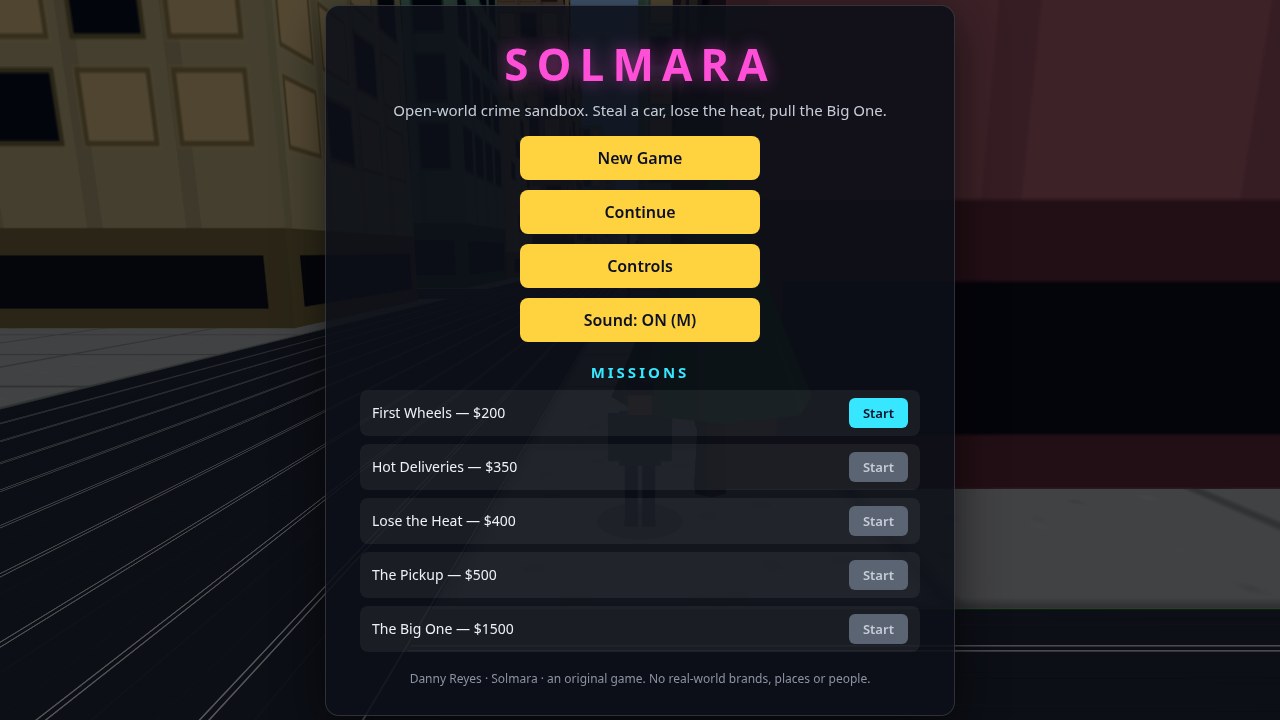 SOLMARA
Open-world crime sandbox. Steal a car, lose the heat, pull the Big One.
New Game
Continue
Controls
Sound: ON (M)
MISSIONS
First Wheels — $200 Start
Hot Deliveries — $350 Start
Lose the Heat — $400 Start
The Pickup — $500 Start
The Big One — $1500 Start
Danny Reyes · Solmara · an original game. No real-world brands, places or people.